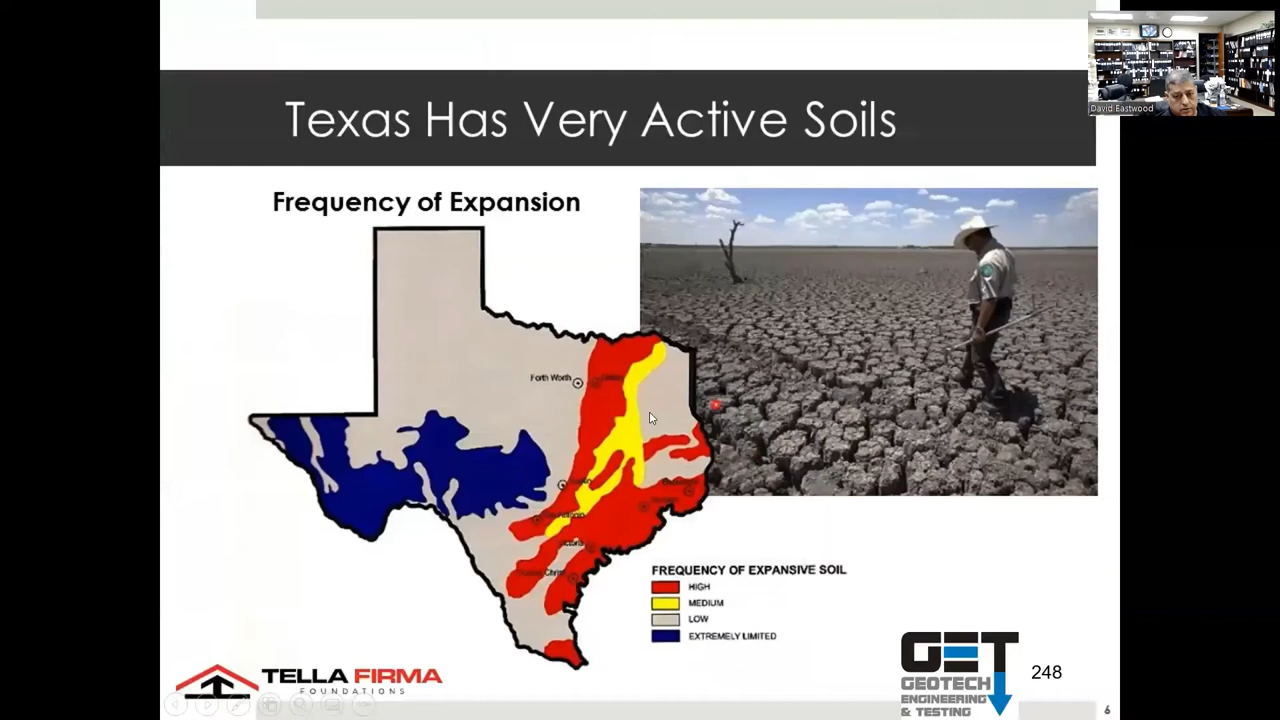 David Eastwood
Texas Has Very Active Soils
Frequency of Expansion
Forth Worth
FREQUENCY OF EXPANSIVE SOIL
HIGH
MEDIUM
LOW
EXTREMELY LIMITED
TELLA FIRMA
FOUNDATIONS
GET
GEOTECH
ENGINEERING
& TESTING
248
6